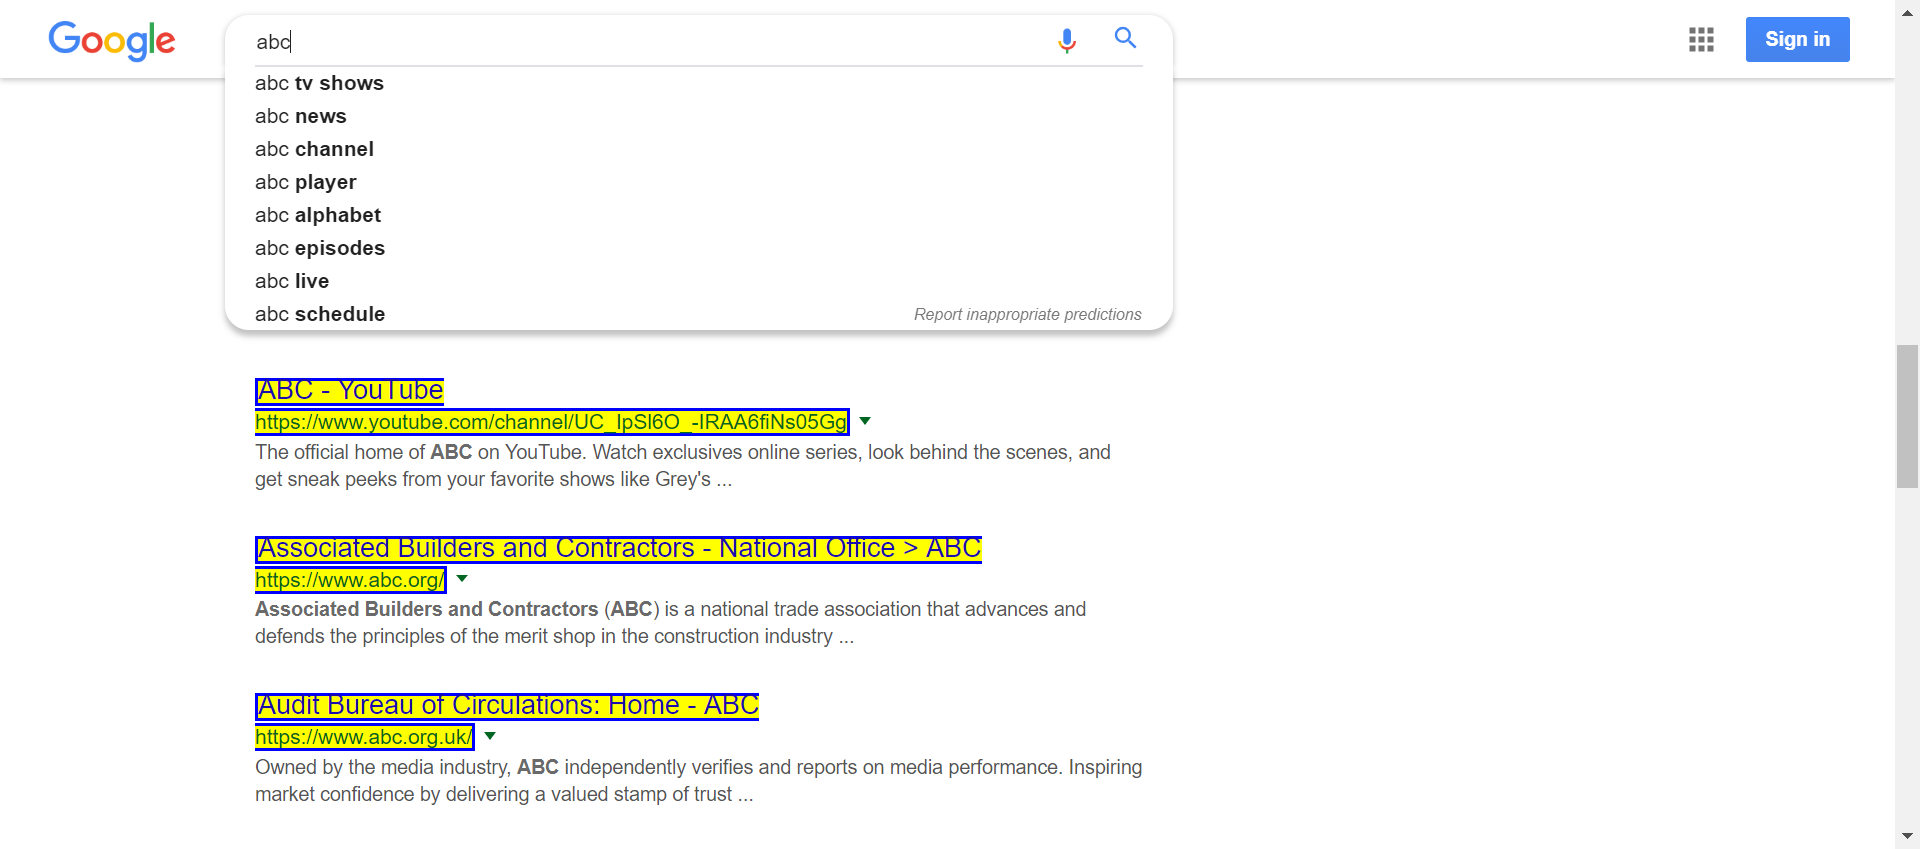 Google
abc
Sign in
abc tv shows
abc news
abc channel
abc player
abc alphabet
abc episodes
abc live
abc schedule
Report inappropriate predictions
ABC - YouTube
https://www.youtube.com/channel/UC_IpSl6O_-IRAA6fiNs05Gg
The official home of ABC on YouTube. Watch exclusives online series, look behind the scenes, and
get sneak peeks from your favorite shows like Grey's ...
Associated Builders and Contractors - National Office > ABC
https://www.abc.org/
Associated Builders and Contractors (ABC) is a national trade association that advances and
defends the principles of the merit shop in the construction industry ...
Audit Bureau of Circulations: Home - ABC
https://www.abc.org.uk/
Owned by the media industry, ABC independently verifies and reports on media performance. Inspiring
market confidence by delivering a valued stamp of trust ...